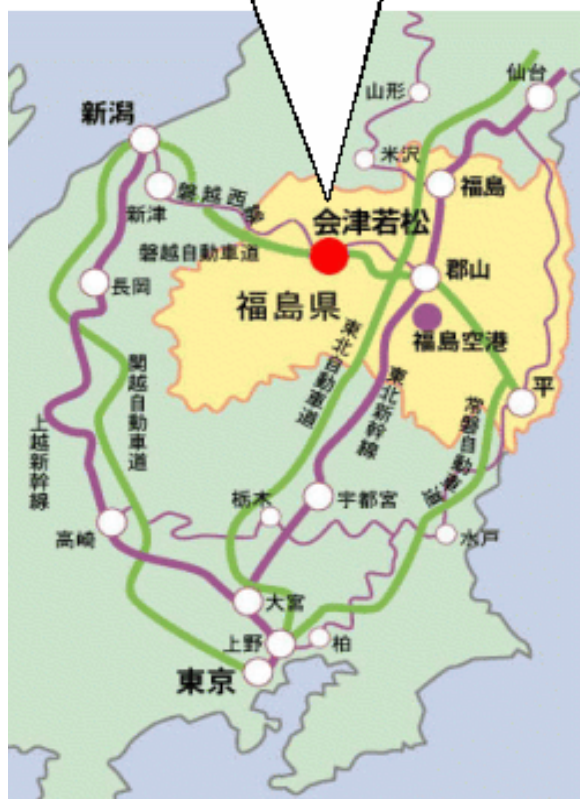 仙台
山形
新潟
米沢
福島
新津
磐越西線
会津若松
磐越自動車道
郡山
長岡
福島県
福島空港
東北自動車道
東北新幹線
関越自動車道
平
常磐自動車道
上越新幹線
栃木
宇都宮
高崎
水戸
大宮
上野
柏
東京